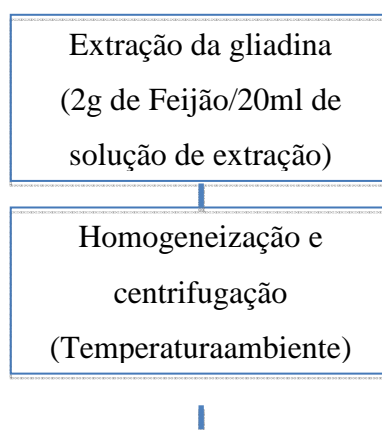 Extração da gliadina
(2g de Feijão/20ml de
solução de extração)
Homogeneização e
centrifugação
(Temperaturaambiente)